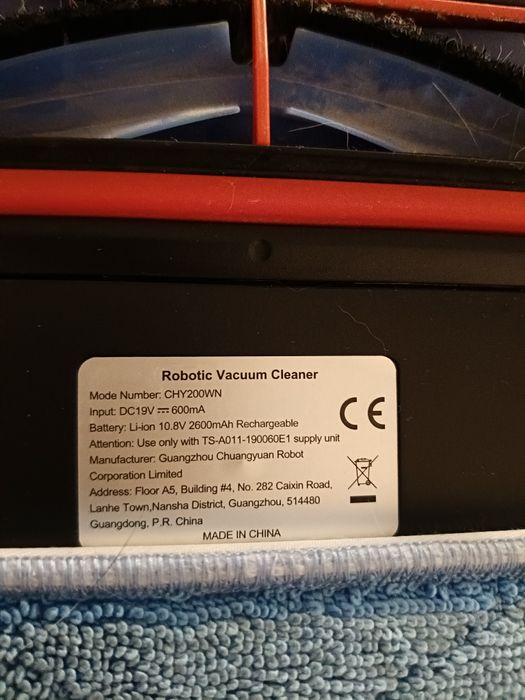 Robotic Vacuum Cleaner
Mode Number: CHY200WN
Input: DC19V ⎓ 600mA
Battery: Li-ion 10.8V 2600mAh Rechargeable
Attention: Use only with TS-A011-190060E1 supply unit
Manufacturer: Guangzhou Chuangyuan Robot
Corporation Limited
Address: Floor A5, Building #4, No. 282 Caixin Road,
Lanhe Town,Nansha District, Guangzhou, 514480
Guangdong, P.R. China
MADE IN CHINA
CE